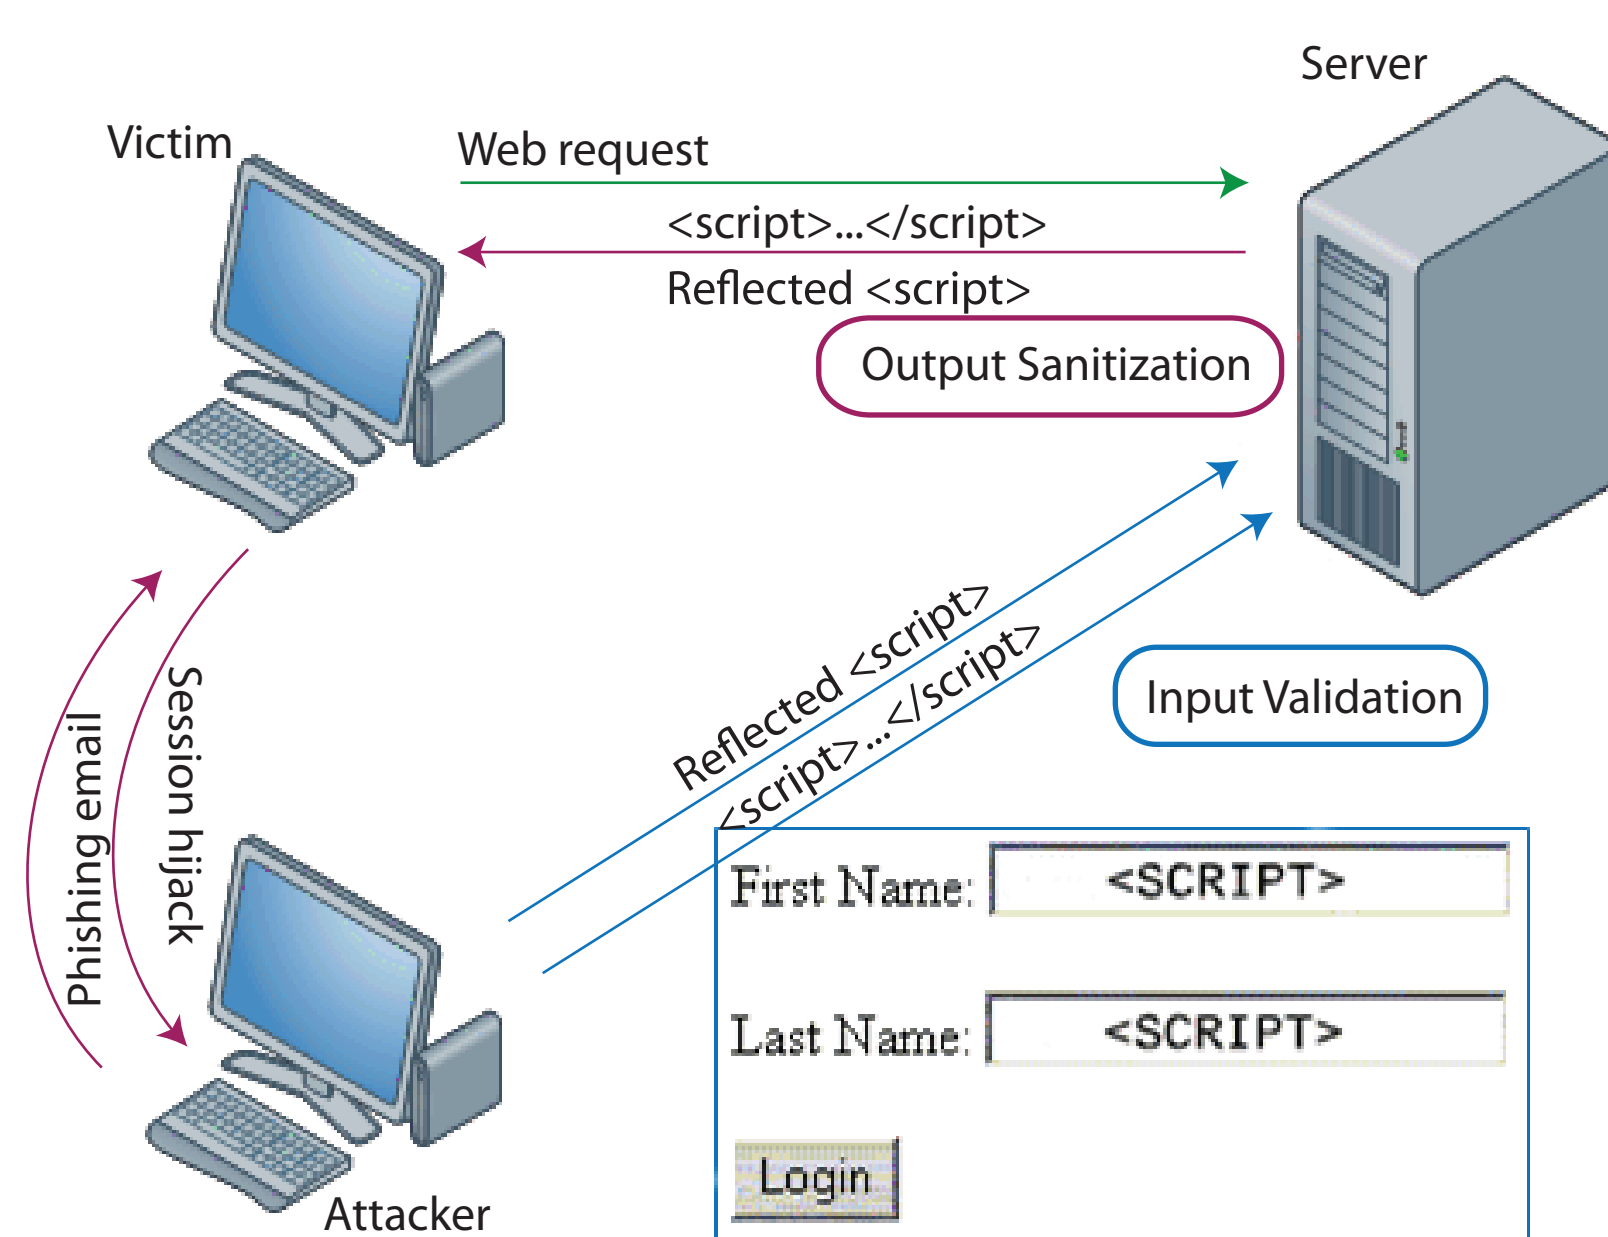 Server
Victim
Web request
<script>...</script>
Reflected <script>
Output Sanitization
Reflected <script>
<script>...</script>
Input Validation
Session hijack
Phishing email
First Name: <SCRIPT>
Last Name: <SCRIPT>
Login
Attacker